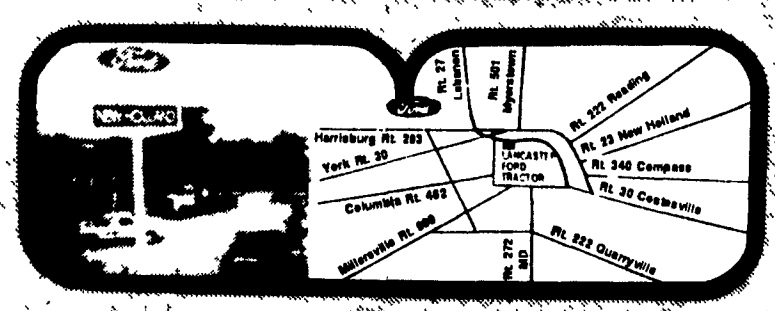 Ford
NEW HOLLAND
Ford
Rt. 27
Lebanon
Rt. 501
Myerstown
Rt. 222 Reading
Rt. 23 New Holland
Rt. 340 Compass
Rt. 30 Coatesville
Harrisburg Rt. 283
York Rt. 30
Columbia Rt. 462
Millersville Rt. 999
LANCASTER
FORD
TRACTOR
Rt. 272
MD
Rt. 222 Quarryville